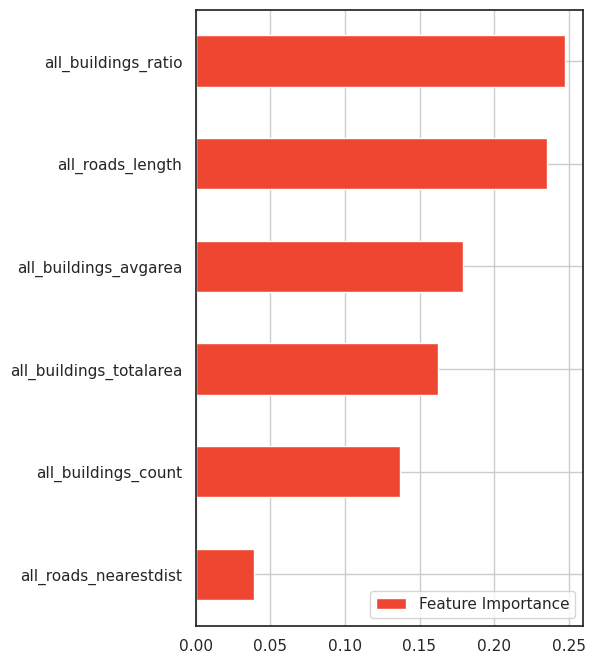 all_buildings_ratio
all_roads_length
all_buildings_avgarea
all_buildings_totalarea
all_buildings_count
all_roads_nearestdist
Feature Importance
0.00 0.05 0.10 0.15 0.20 0.25